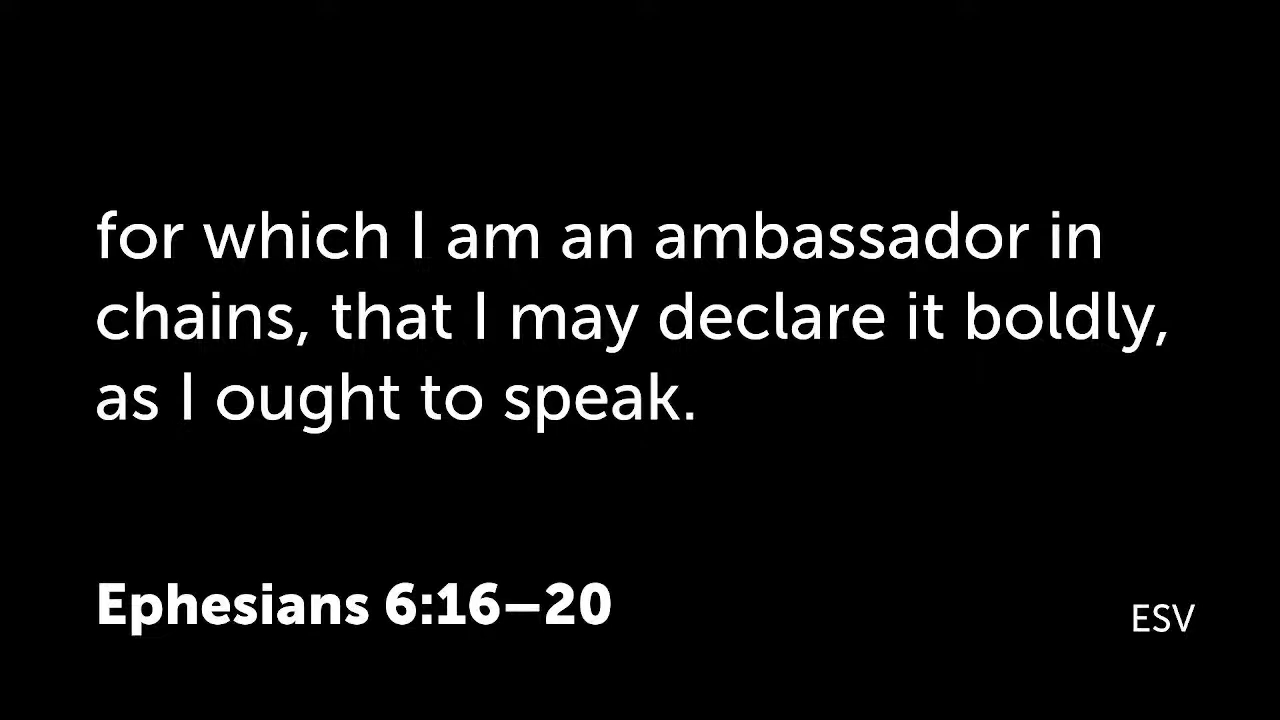 for which I am an ambassador in
chains, that I may declare it boldly,
as I ought to speak.
Ephesians 6:16–20
ESV